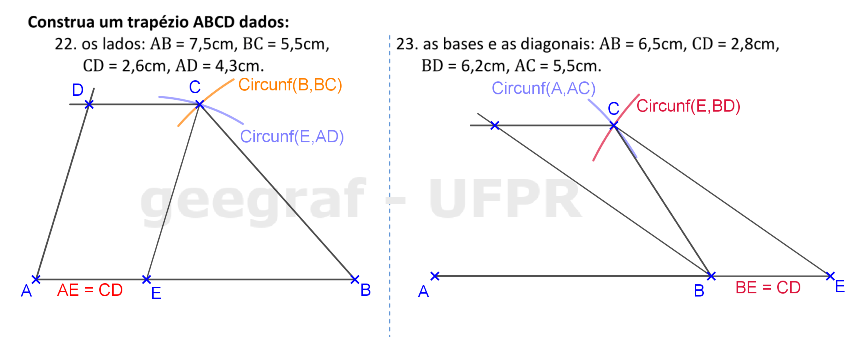 Construa um trapézio ABCD dados:
22. os lados: AB = 7,5cm, BC = 5,5cm,
CD = 2,6cm, AD = 4,3cm.
D
C
Circunf(B,BC)
Circunf(E,AD)
A
AE = CD
E
B
23. as bases e as diagonais: AB = 6,5cm, CD = 2,8cm,
BD = 6,2cm, AC = 5,5cm.
Circunf(A,AC)
C
Circunf(E,BD)
A
B
BE = CD
E
geegraf - UFPR